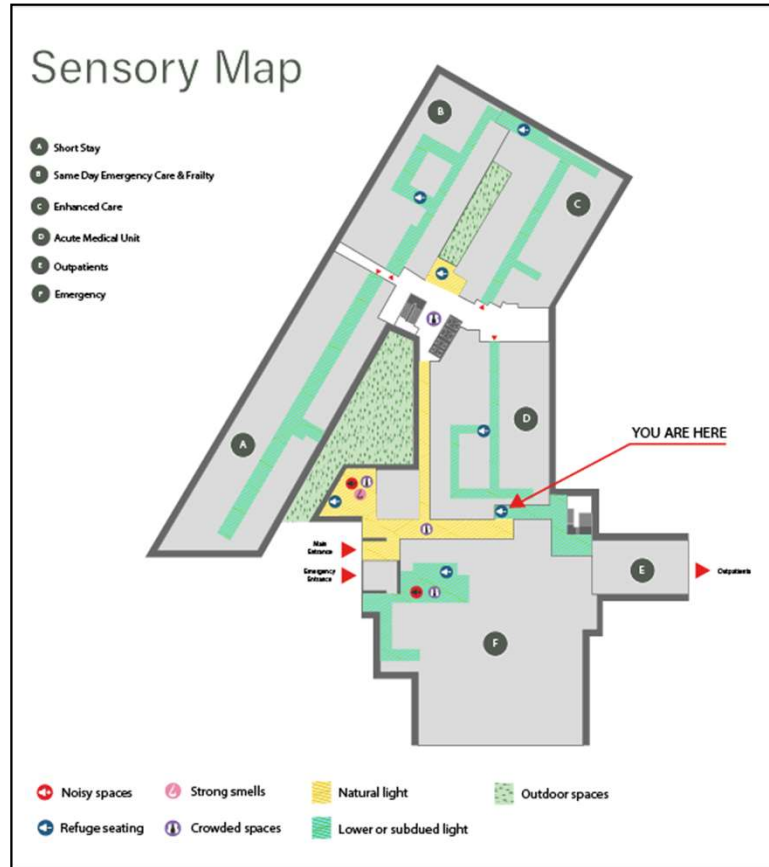 Sensory Map
A Short Stay
B Same Day Emergency Care & Frailty
C Enhanced Care
D Acute Medical Unit
E Outpatients
F Emergency
B
C
D
A
YOU ARE HERE
Main
Entrance
Emergency
Entrance
E
Outpatients
F
Noisy spaces
Strong smells
Natural light
Outdoor spaces
Refuge seating
Crowded spaces
Lower or subdued light